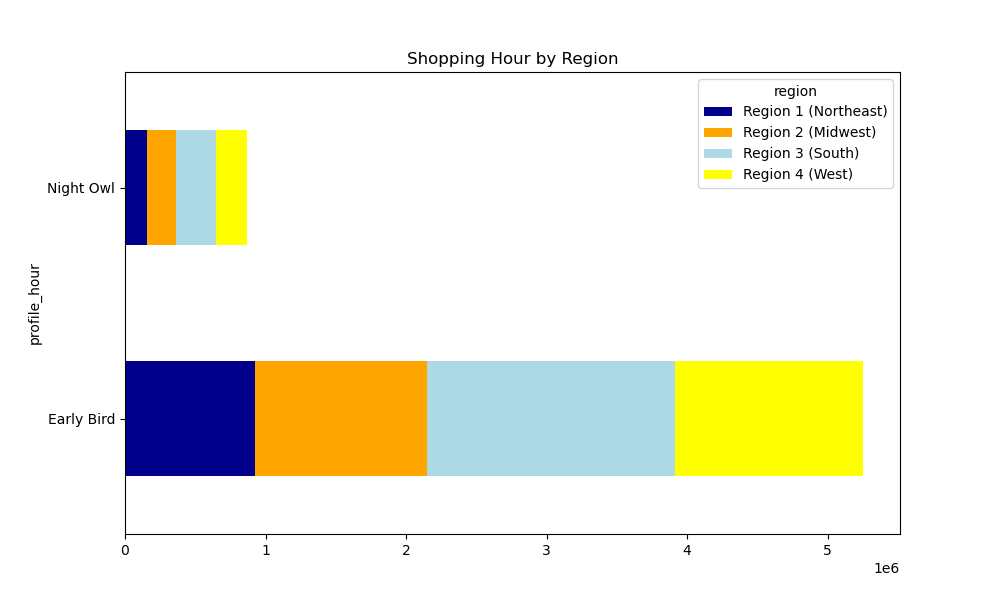 Shopping Hour by Region
region
Region 1 (Northeast)
Region 2 (Midwest)
Region 3 (South)
Region 4 (West)
Night Owl
profile_hour
Early Bird
0 1 2 3 4 5
1e6